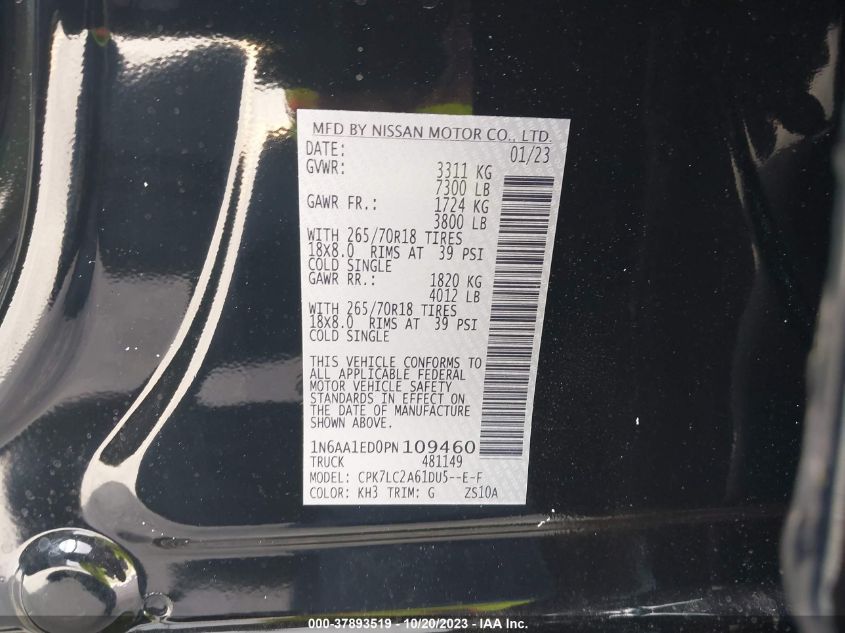 MFD BY NISSAN MOTOR CO., LTD.
DATE: 01/23
GVWR: 3311 KG
7300 LB
GAWR FR.: 1724 KG
3800 LB
WITH 265/70R18 TIRES
18X8.0 RIMS AT 39 PSI
COLD SINGLE
GAWR RR.: 1820 KG
4012 LB
WITH 265/70R18 TIRES
18X8.0 RIMS AT 39 PSI
COLD SINGLE
THIS VEHICLE CONFORMS TO
ALL APPLICABLE FEDERAL
MOTOR VEHICLE SAFETY
STANDARDS IN EFFECT ON
THE DATE OF MANUFACTURE
SHOWN ABOVE.
1N6AA1ED0PN109460
TRUCK 481149
MODEL: CPK7LC2A61DU5--E-F
COLOR: KH3 TRIM: G ZS10A
000-37893519 • 10/20/2023 • IAA Inc.